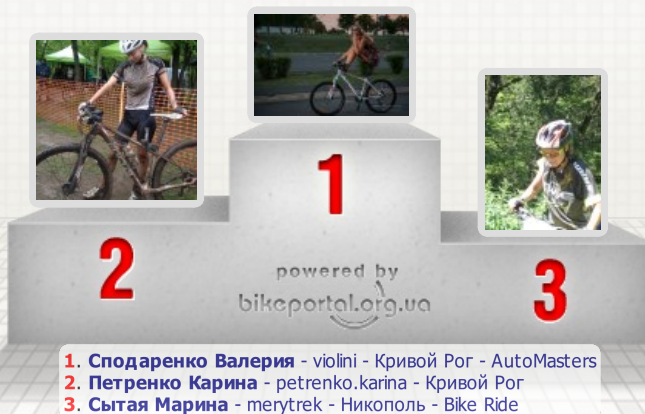 1
2
3
powered by
bikeportal.org.ua
1. Сподаренко Валерия - violini - Кривой Рог - AutoMasters
2. Петренко Карина - petrenko.karina - Кривой Рог
3. Сытая Марина - merytrek - Никополь - Bike Ride